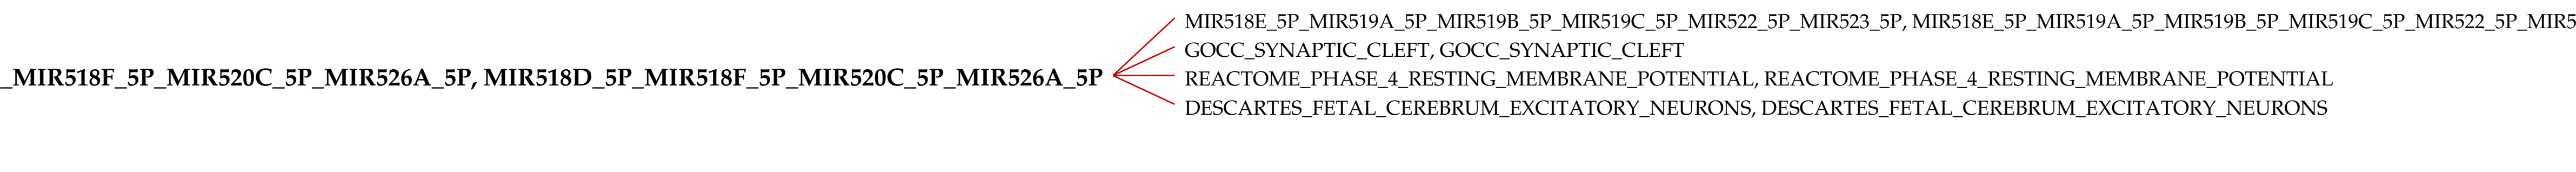 MIR518E_5P_MIR519A_5P_MIR519B_5P_MIR519C_5P_MIR522_5P_MIR523_5P, MIR518E_5P_MIR519A_5P_MIR519B_5P_MIR519C_5P_MIR522_5P_MIR5
GOCC_SYNAPTIC_CLEFT, GOCC_SYNAPTIC_CLEFT
_MIR518F_5P_MIR520C_5P_MIR526A_5P, MIR518D_5P_MIR518F_5P_MIR520C_5P_MIR526A_5P
REACTOME_PHASE_4_RESTING_MEMBRANE_POTENTIAL, REACTOME_PHASE_4_RESTING_MEMBRANE_POTENTIAL
DESCARTES_FETAL_CEREBRUM_EXCITATORY_NEURONS, DESCARTES_FETAL_CEREBRUM_EXCITATORY_NEURONS